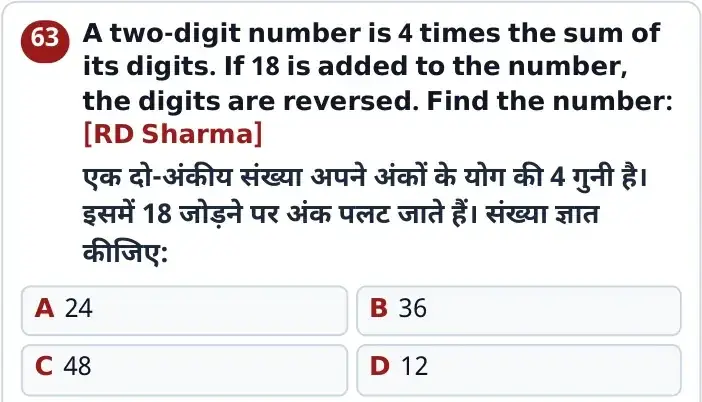 63 A two-digit number is 4 times the sum of
its digits. If 18 is added to the number,
the digits are reversed. Find the number:
[RD Sharma]
एक दो-अंकीय संख्या अपने अंकों के योग की 4 गुनी है।
इसमें 18 जोड़ने पर अंक पलट जाते हैं। संख्या ज्ञात
कीजिए:
A 24 B 36
C 48 D 12